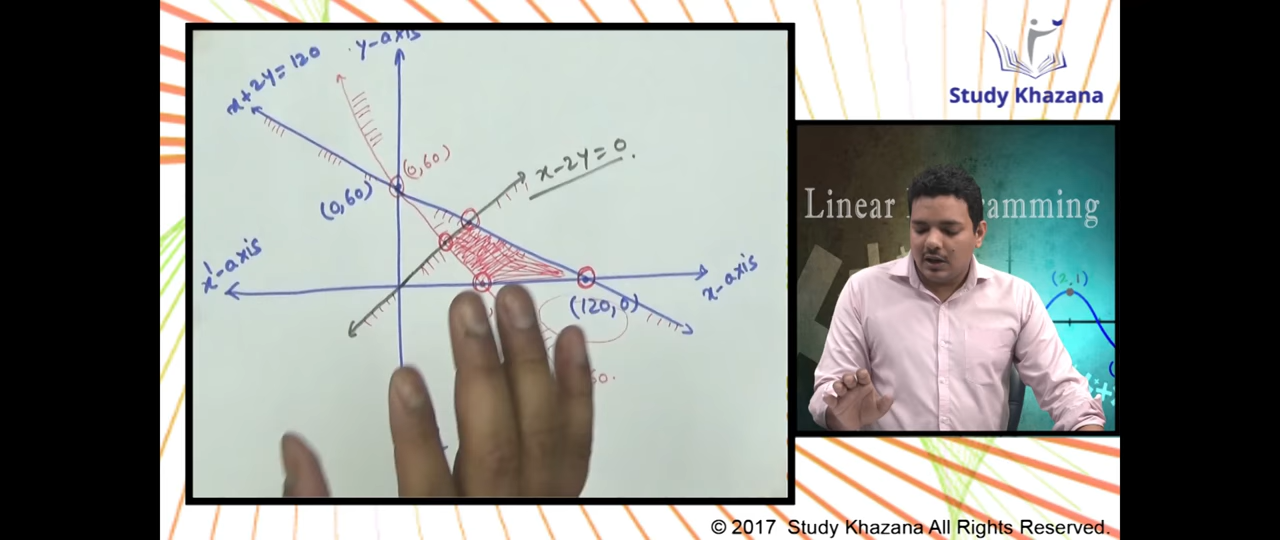 y-axis
x+2y=120
(0,60)
x-2y=0.
(0,60)
x'-axis
x-axis
(120,0)
60.
Study Khazana
Linear
amming
(2,1)
© 2017 Study Khazana All Rights Reserved.